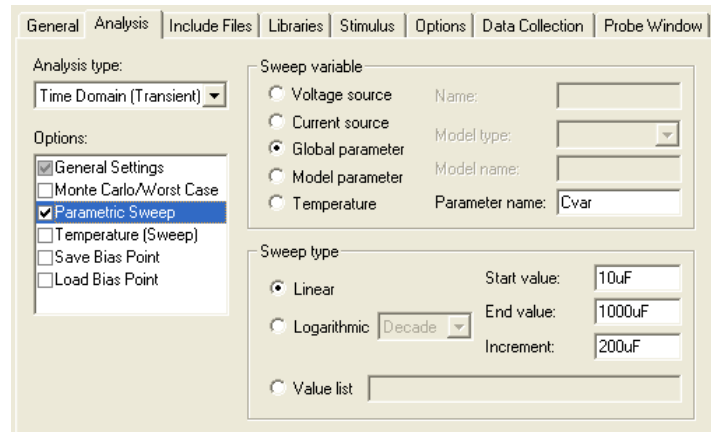 General Analysis Include Files Libraries Stimulus Options Data Collection Probe Window
Analysis type:
Time Domain (Transient)
Options:
General Settings
Monte Carlo/Worst Case
Parametric Sweep
Temperature (Sweep)
Save Bias Point
Load Bias Point
Sweep variable
Voltage source Name:
Current source
Model type:
Global parameter
Model name:
Model parameter
Temperature Parameter name: Cvar
Sweep type
Linear Start value: 10uF
End value: 1000uF
Logarithmic Decade
Increment: 200uF
Value list